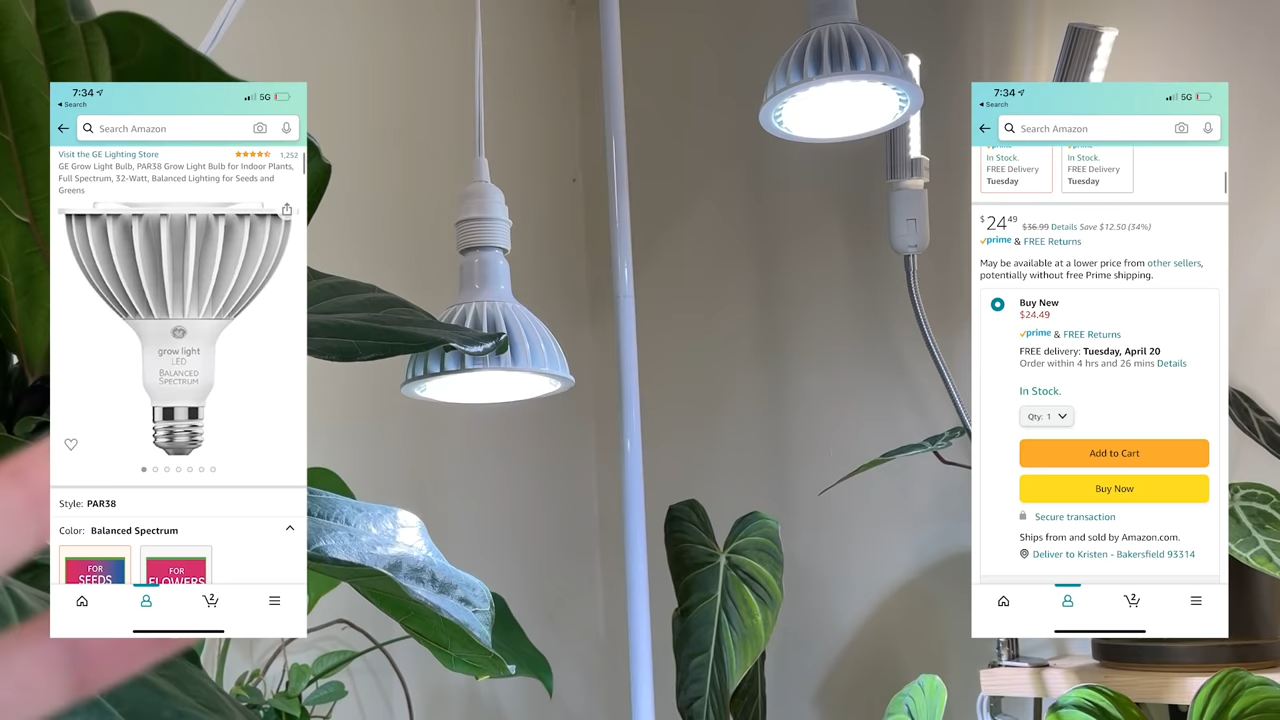 7:34
5G
Search
Search Amazon
Visit the GE Lighting Store
1,252
GE Grow Light Bulb, PAR38 Grow Light Bulb for Indoor Plants,
Full Spectrum, 32-Watt, Balanced Lighting for Seeds and
Greens
grow light
LED
BALANCED
SPECTRUM
Style: PAR38
Color: Balanced Spectrum
FOR
SEEDS
FOR
FLOWERS
2
7:34
5G
Search
Search Amazon
In Stock.
FREE Delivery
Tuesday
In Stock.
FREE Delivery
Tuesday
$24 49 $36.99 Details Save $12.50 (34%)
prime & FREE Returns
May be available at a lower price from other sellers,
potentially without free Prime shipping.
Buy New
$24.49
prime & FREE Returns
FREE delivery: Tuesday, April 20
Order within 4 hrs and 26 mins Details
In Stock.
Qty: 1
Add to Cart
Buy Now
Secure transaction
Ships from and sold by Amazon.com.
Deliver to Kristen - Bakersfield 93314
2